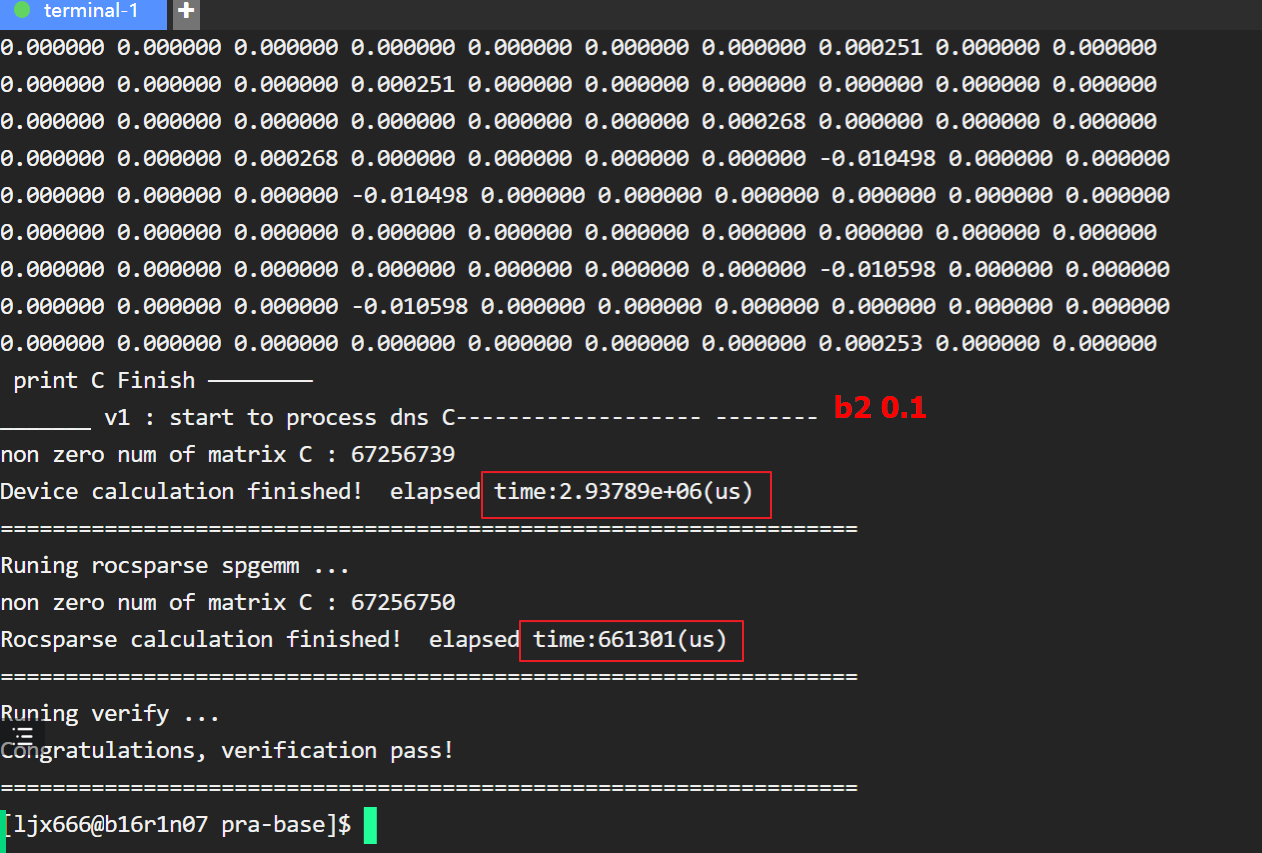 terminal-1 +
0.000000 0.000000 0.000000 0.000000 0.000000 0.000000 0.000000 0.000251 0.000000 0.000000
0.000000 0.000000 0.000000 0.000251 0.000000 0.000000 0.000000 0.000000 0.000000 0.000000
0.000000 0.000000 0.000000 0.000000 0.000000 0.000000 0.000268 0.000000 0.000000 0.000000
0.000000 0.000000 0.000268 0.000000 0.000000 0.000000 0.000000 -0.010498 0.000000 0.000000
0.000000 0.000000 0.000000 -0.010498 0.000000 0.000000 0.000000 0.000000 0.000000 0.000000
0.000000 0.000000 0.000000 0.000000 0.000000 0.000000 0.000000 0.000000 0.000000 0.000000
0.000000 0.000000 0.000000 0.000000 0.000000 0.000000 0.000000 -0.010598 0.000000 0.000000
0.000000 0.000000 0.000000 -0.010598 0.000000 0.000000 0.000000 0.000000 0.000000 0.000000
0.000000 0.000000 0.000000 0.000000 0.000000 0.000000 0.000000 0.000253 0.000000 0.000000
print C Finish ————————
_______ v1 : start to process dns C------------------- -------- b2 0.1
non zero num of matrix C : 67256739
Device calculation finished!  elapsed time:2.93789e+06(us)
==================================================================
Runing rocsparse spgemm ...
non zero num of matrix C : 67256750
Rocsparse calculation finished!  elapsed time:661301(us)
==================================================================
Runing verify ...
Congratulations, verification pass!
==================================================================
[ljx666@b16r1n07 pra-base]$